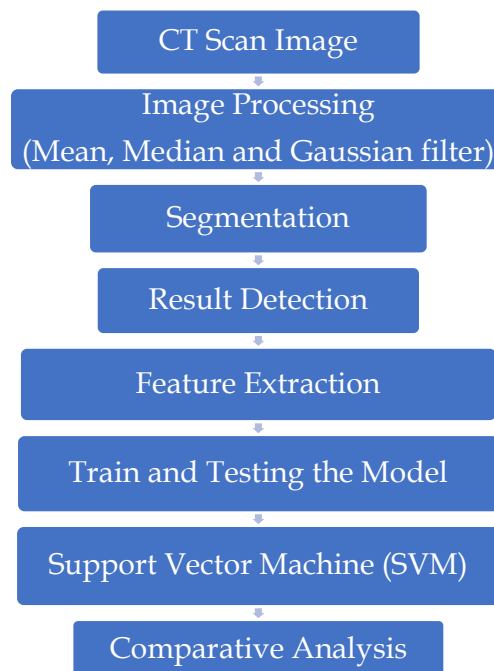 CT Scan Image
Image Processing
(Mean, Median and Gaussian filter)
Segmentation
Result Detection
Feature Extraction
Train and Testing the Model
Support Vector Machine (SVM)
Comparative Analysis